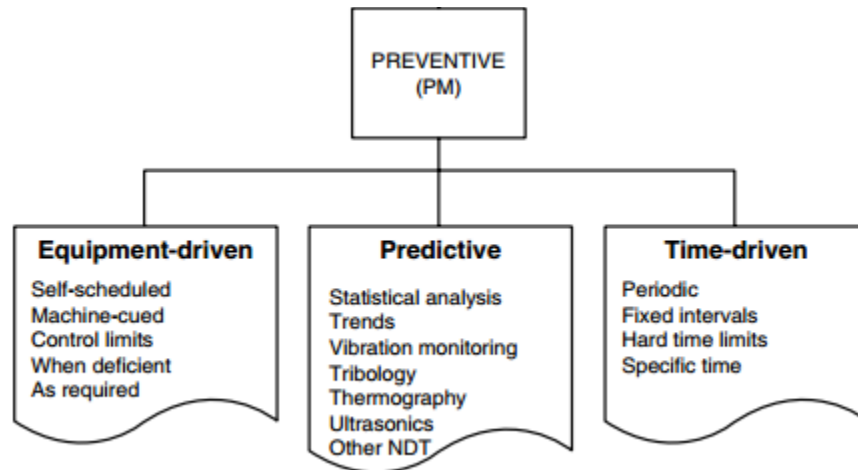 PREVENTIVE
(PM)
Equipment-driven
Self-scheduled
Machine-cued
Control limits
When deficient
As required
Predictive
Statistical analysis
Trends
Vibration monitoring
Tribology
Thermography
Ultrasonics
Other NDT
Time-driven
Periodic
Fixed intervals
Hard time limits
Specific time